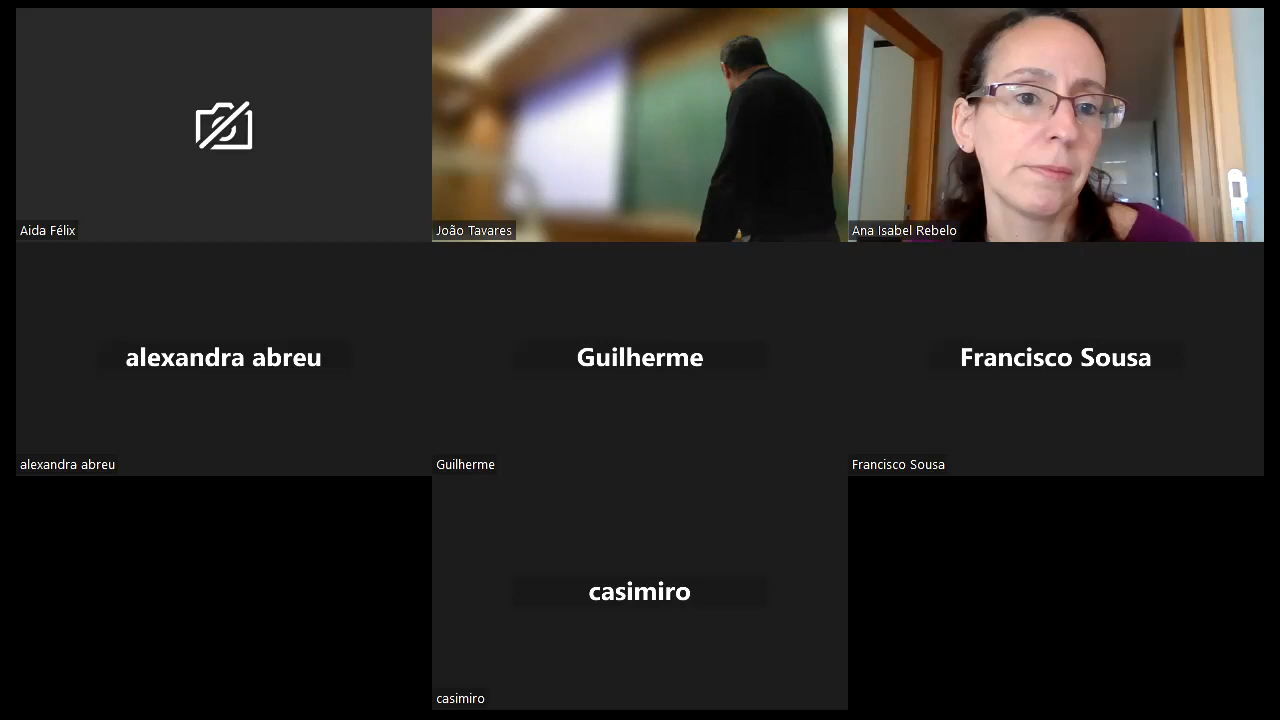 Aida Félix
João Tavares
Ana Isabel Rebelo
alexandra abreu
Guilherme
Francisco Sousa
alexandra abreu
Guilherme
Francisco Sousa
casimiro
casimiro